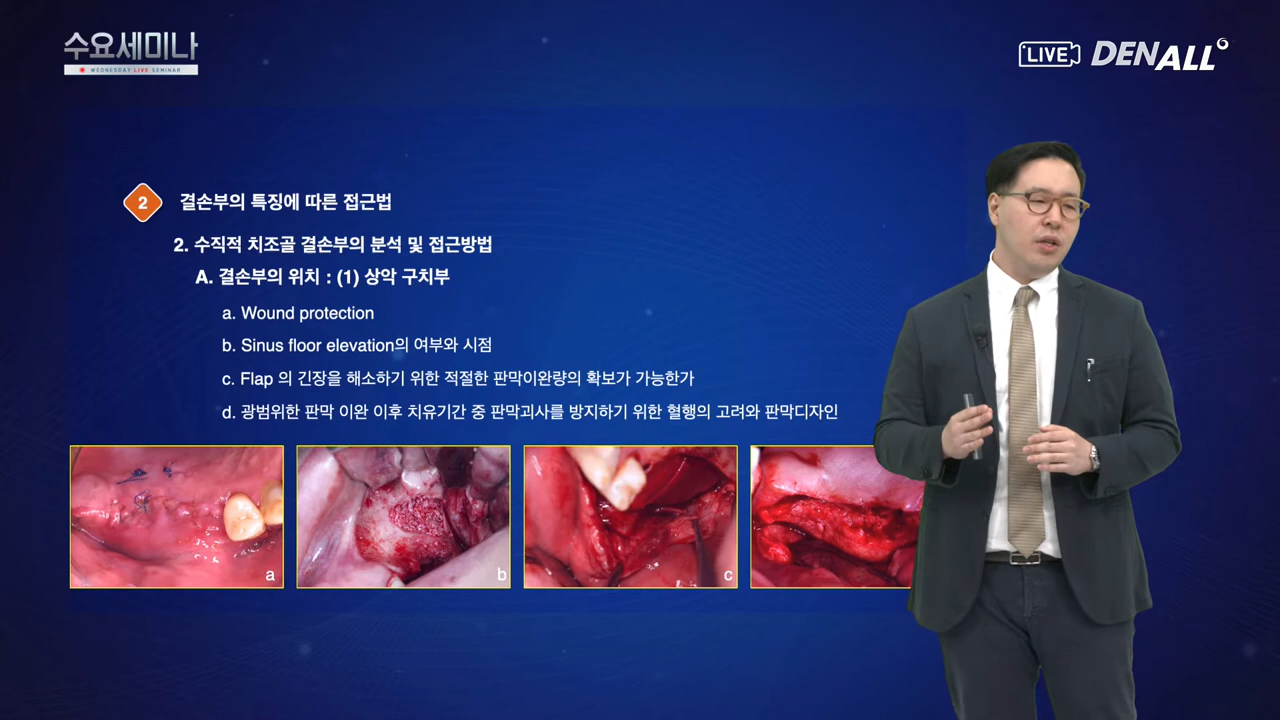 수요세미나
WEDNESDAY LIVE SEMINAR
LIVE DENALL
2 결손부의 특징에 따른 접근법
2. 수직적 치조골 결손부의 분석 및 접근방법
A. 결손부의 위치 : (1) 상악 구치부
a. Wound protection
b. Sinus floor elevation의 여부와 시점
c. Flap 의 긴장을 해소하기 위한 적절한 판막이완량의 확보가 가능한가
d. 광범위한 판막 이완 이후 치유기간 중 판막괴사를 방지하기 위한 혈행의 고려와 판막디자인
a b c